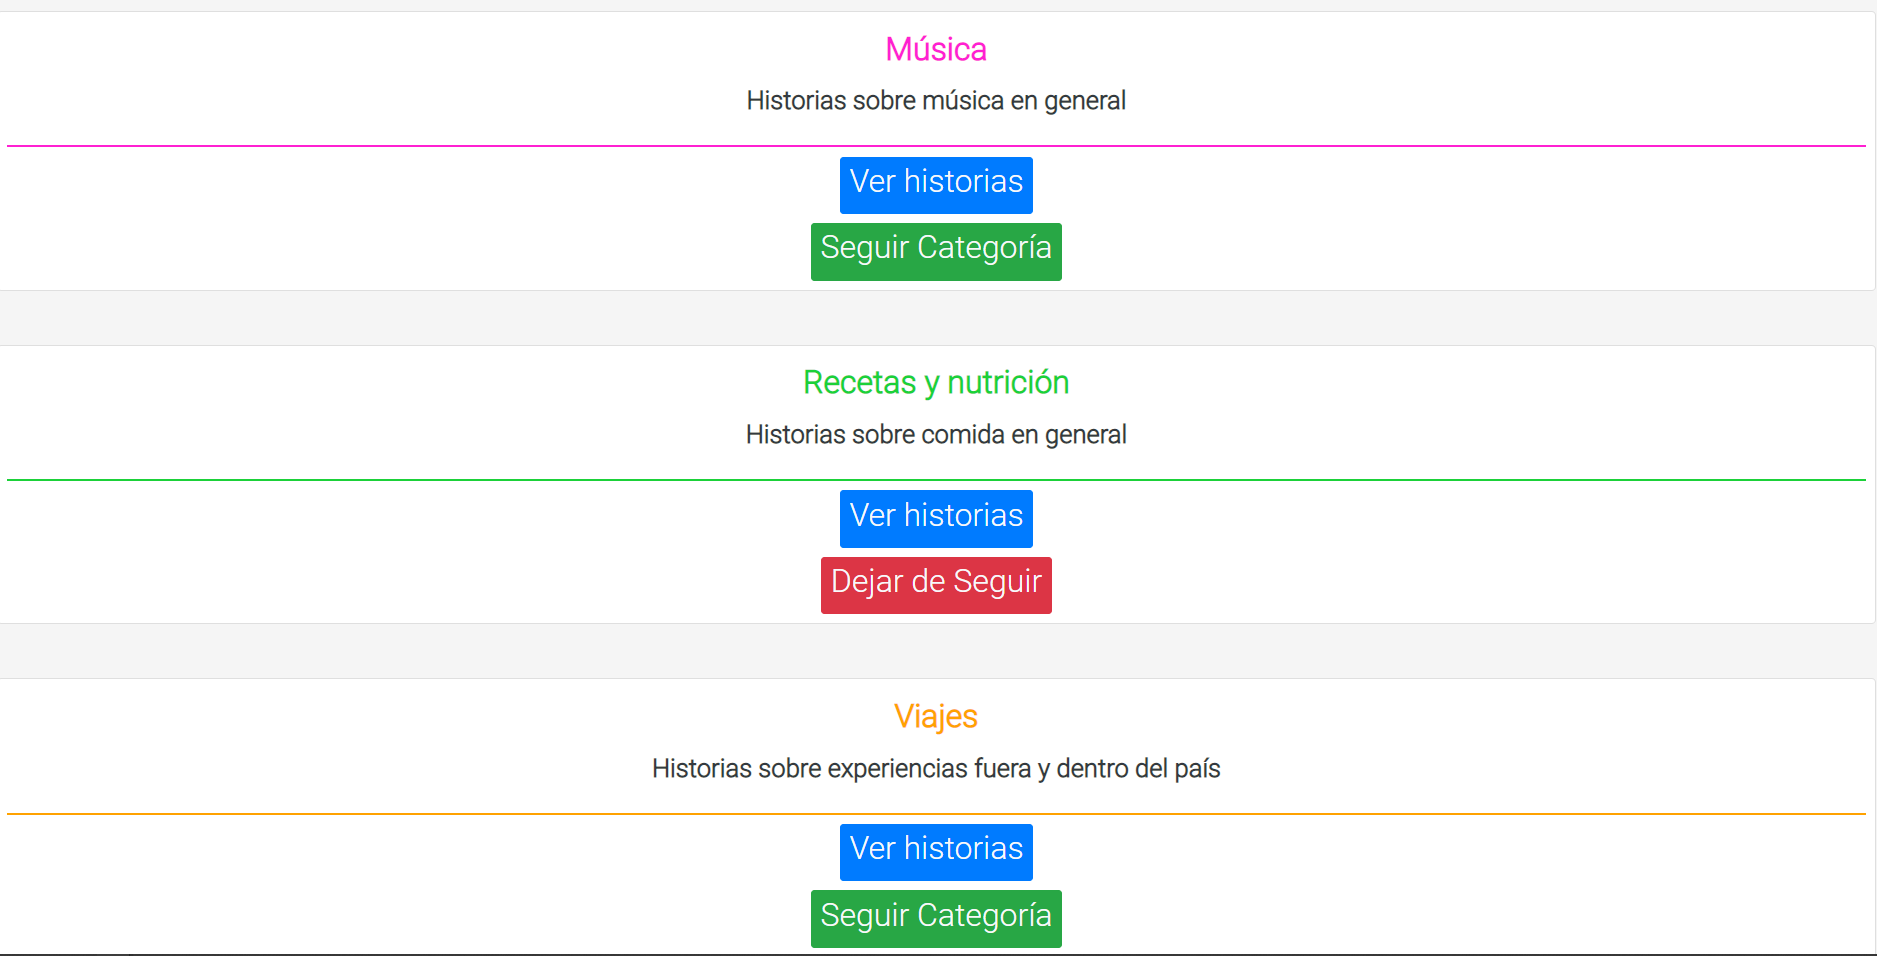 Música
Historias sobre música en general
Ver historias
Seguir Categoría
Recetas y nutrición
Historias sobre comida en general
Ver historias
Dejar de Seguir
Viajes
Historias sobre experiencias fuera y dentro del país
Ver historias
Seguir Categoría